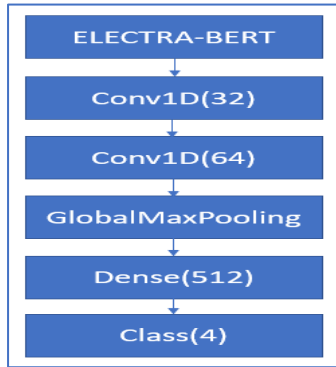 ELECTRA-BERT
Conv1D(32)
Conv1D(64)
GlobalMaxPooling
Dense(512)
Class(4)